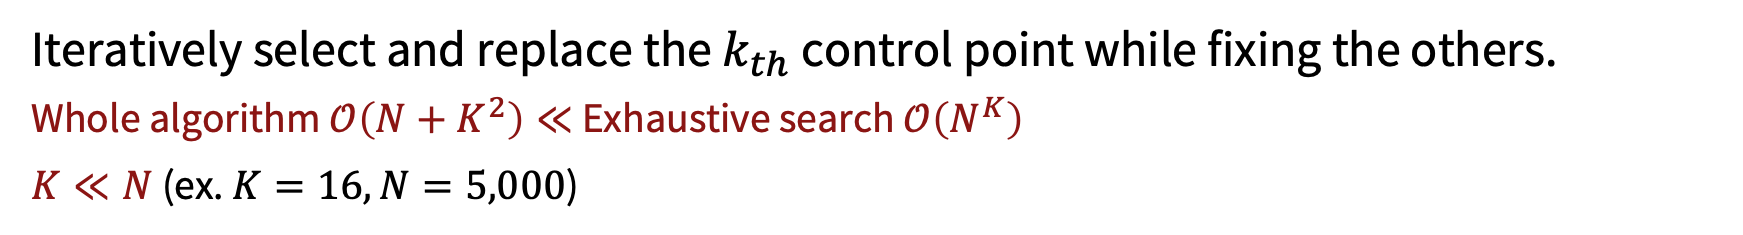 Iteratively select and replace the k_th control point while fixing the others.
Whole algorithm 𝒪(N + K²) ≪ Exhaustive search 𝒪(N^K)
K ≪ N (ex. K = 16, N = 5,000)